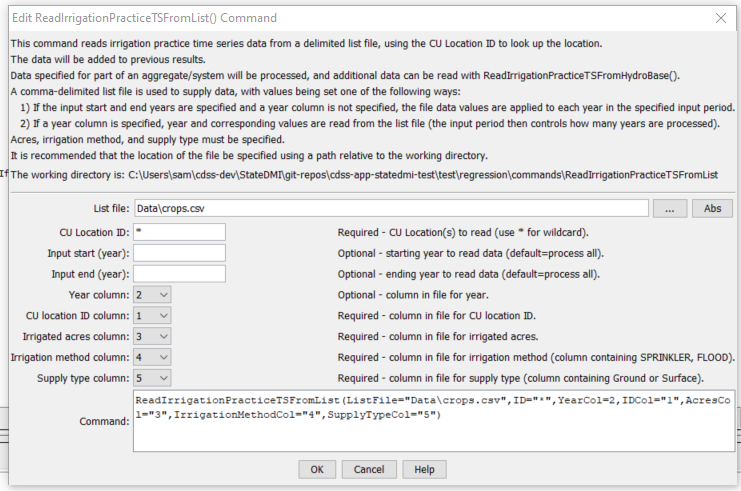 Edit ReadIrrigationPracticeTSFromList() Command
This command reads irrigation practice time series data from a delimited list file, using the CU Location ID to look up the location.
The data will be added to previous results.
Data specified for part of an aggregate/system will be processed, and additional data can be read with ReadIrrigationPracticeTSFromHydroBase().
A comma-delimited list file is used to supply data, with values being set one of the following ways:
1) If the input start and end years are specified and a year column is not specified, the file data values are applied to each year in the specified input period.
2) If a year column is specified, year and corresponding values are read from the list file (the input period then controls how many years are processed).
Acres, irrigation method, and supply type must be specified.
It is recommended that the location of the file be specified using a path relative to the working directory.
If
The working directory is: C:\Users\sam\cdss-dev\StateDMI\git-repos\cdss-app-statedmi-test\test\regression\commands\ReadIrrigationPracticeTSFromList
List file: Data\crops.csv ... Abs
CU Location ID: * Required - CU Location(s) to read (use * for wildcard).
Input start (year): Optional - starting year to read data (default=process all).
Input end (year): Optional - ending year to read data (default=process all).
Year column: 2 Optional - column in file for year.
CU location ID column: 1 Required - column in file for CU location ID.
Irrigated acres column: 3 Required - column in file for irrigated acres.
Irrigation method column: 4 Required - column in file for irrigation method (column containing SPRINKLER, FLOOD).
Supply type column: 5 Required - column in file for supply type (column containing Ground or Surface).
Command:
ReadIrrigationPracticeTSFromList(ListFile="Data\crops.csv",ID="*",YearCol=2,IDCol="1",AcresCo
l="3",IrrigationMethodCol="4",SupplyTypeCol="5")
OK Cancel Help